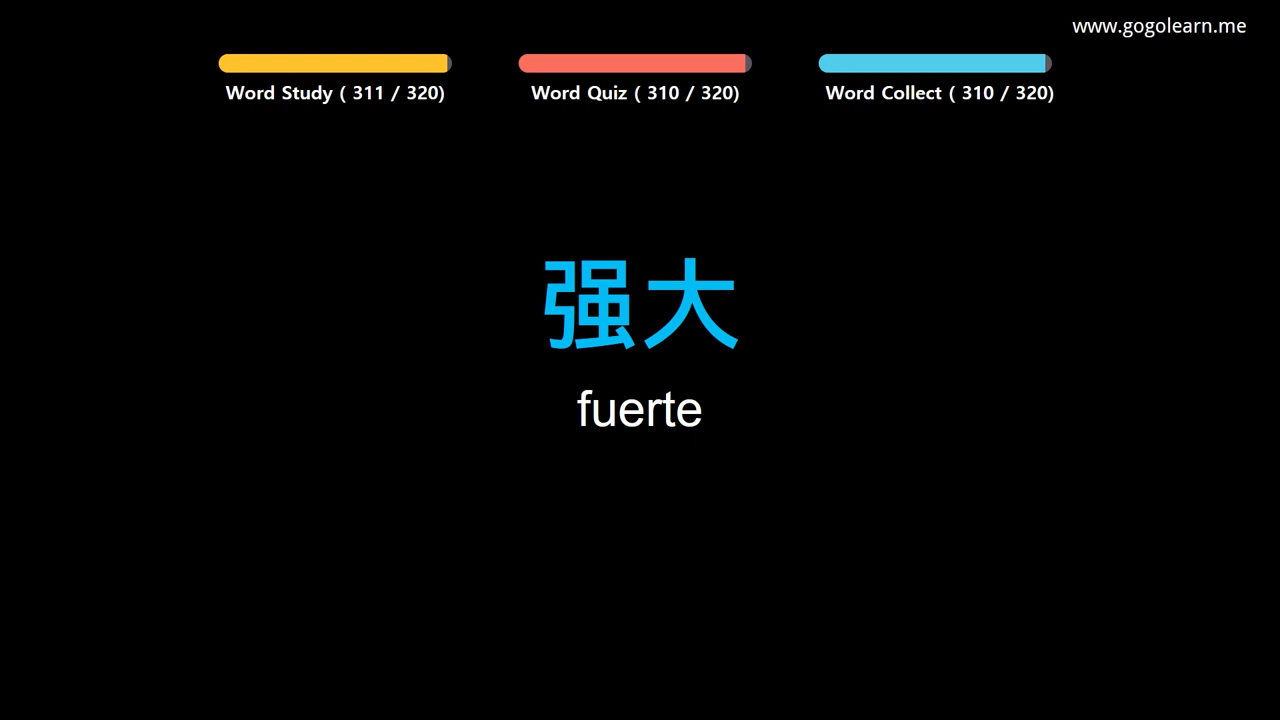 www.gogolearn.me
Word Study ( 311 / 320)
Word Quiz ( 310 / 320)
Word Collect ( 310 / 320)
强大
fuerte